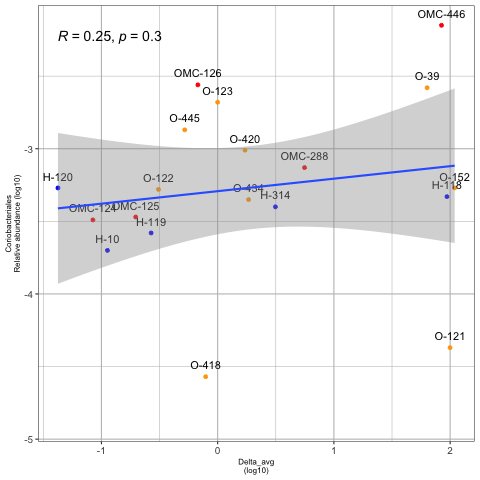 OMC-446
R = 0.25, p = 0.3
OMC-126
O-39
O-123
O-445
O-420
-3
OMC-288
H-120
O-122
O-152
O-434
H-118
H-314
OMC-124
OMC-125
H-119
H-10
Coriobacteriales
Relative abundante (log10)
-4
O-121
O-418
-5
-1
0
1
2
Delta_avg
(log10)